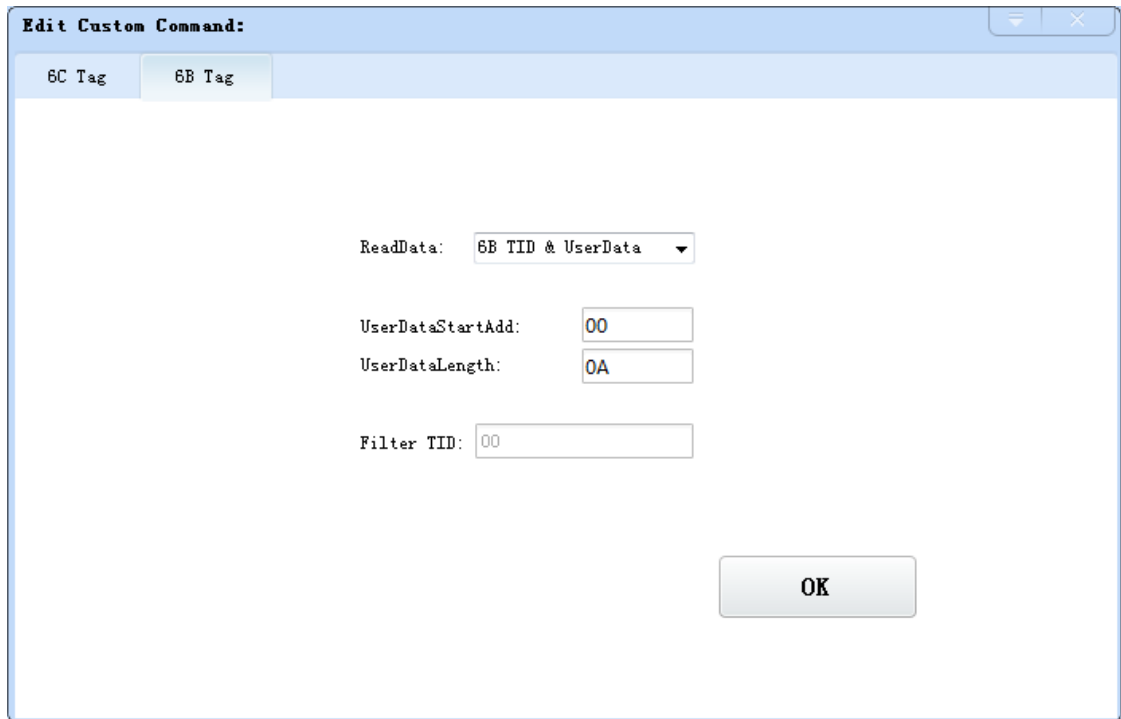 Edit Custom Command:
6C Tag 6B Tag
ReadData: 6B TID & UserData
UserDataStartAdd: 00
UserDataLength: 0A
Filter TID: 00
OK